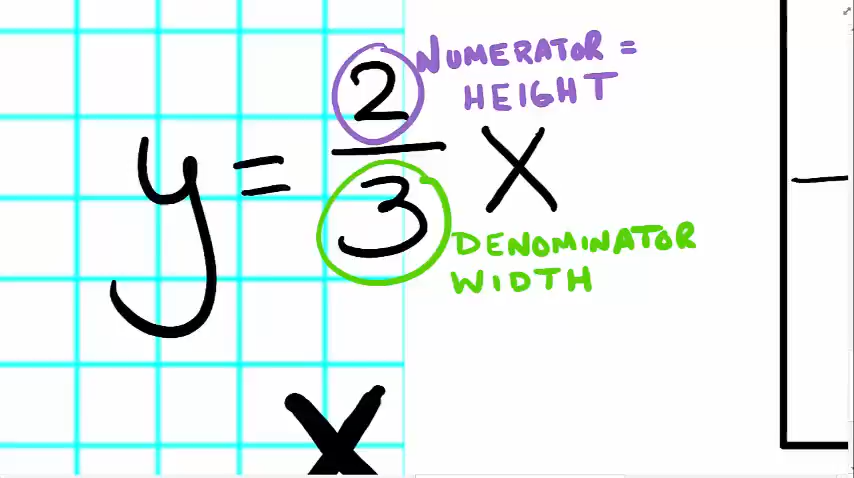 NUMERATOR =
HEIGHT
y = 2/3 x
DENOMINATOR
WIDTH
x